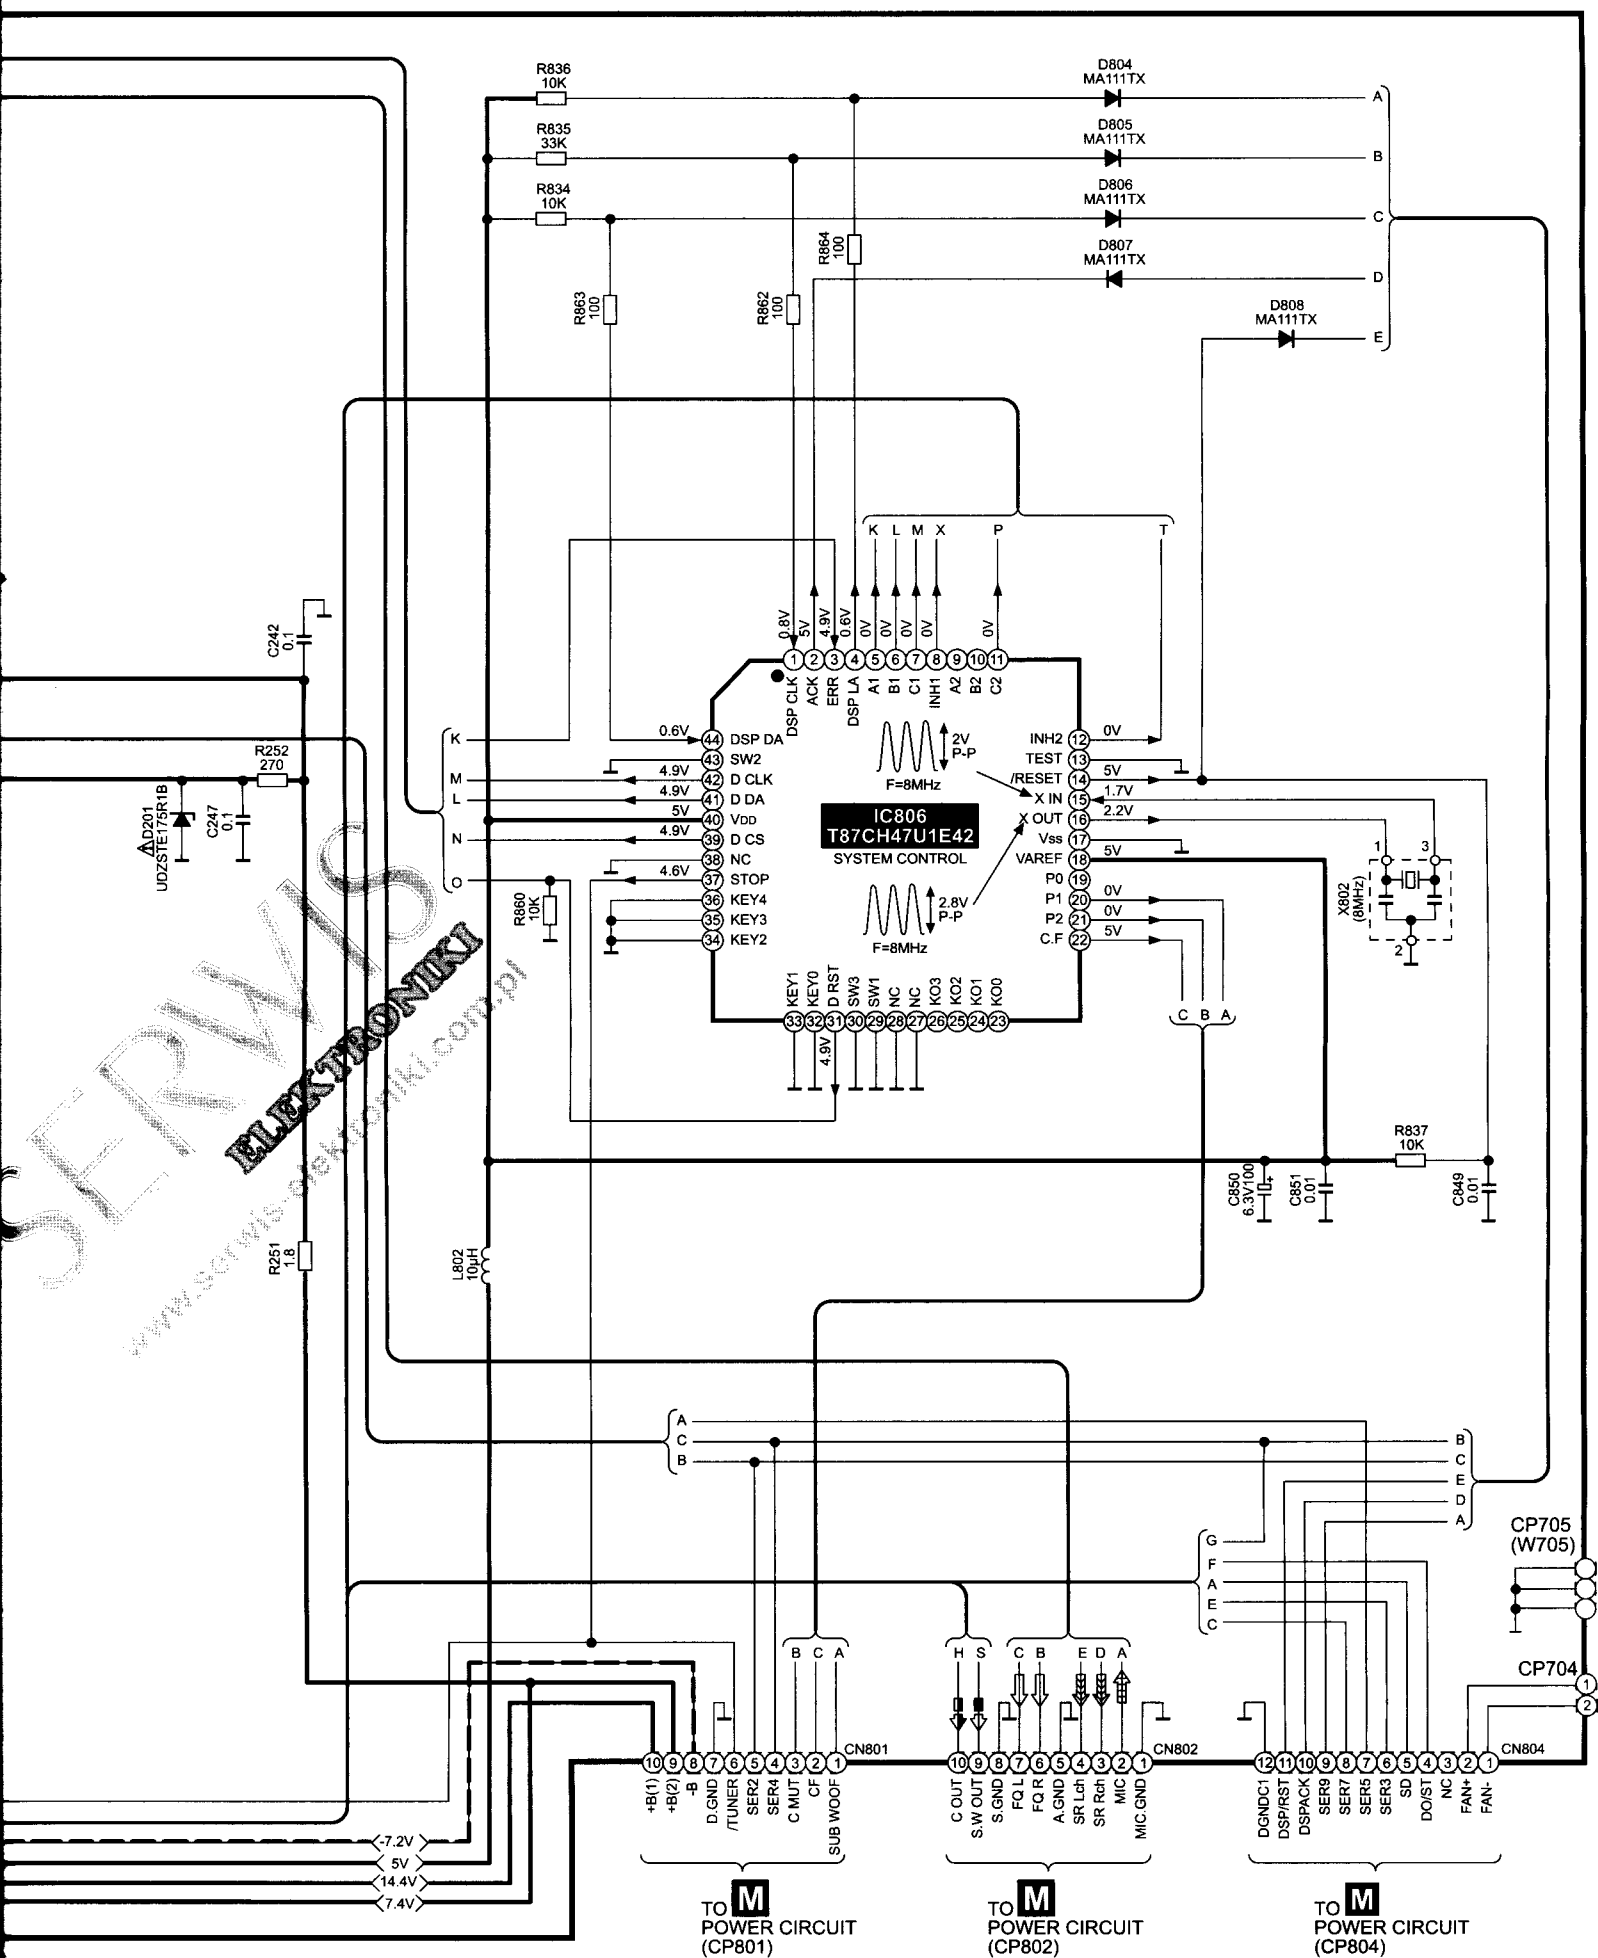 R836
10K
D804
MA111TX
A
R835
33K
D805
MA111TX
B
R834
10K
D806
MA111TX
C
R864
100
D807
MA111TX
D
R863
100
R862
100
D808
MA111TX
E
K L M X P T
C242
0.1
0.8V
5V
4.9V
0.6V
0V
0V
0V
0V
0V
1 2 3 4 5 6 7 8 9 10 11
DSP CLK
ACK
ERR
DSP LA
A1
B1
C1
INH1
A2
B2
C2
K
M
L
N
O
0.6V 44 DSP DA
43 SW2
4.9V 42 D CLK
4.9V 41 D DA
5V 40 VDD
4.9V 39 D CS
38 NC
4.6V 37 STOP
36 KEY4
35 KEY3
34 KEY2
2V
P-P
F=8MHz
IC806
T87CH47U1E42
SYSTEM CONTROL
2.8V
P-P
F=8MHz
INH2 12 0V
TEST 13
/RESET 14 5V
X IN 15 1.7V
X OUT 16 2.2V
Vss 17
VAREF 18 5V
P0 19
P1 20 0V
P2 21 0V
C.F 22 5V
R252
270
D201
UDZSTE175R1B
C247
0.1
R860
10K
1 3
X802
(8MHz)
2
KEY1
KEY0
D RST
SW3
SW1
NC
NC
KO3
KO2
KO1
KO0
33 32 31 30 29 28 27 26 25 24 23
4.9V
C B A
SERWIS
ELEKTRONIKI
www.serwis-elektroniki.com.pl
R837
10K
C850
6.3V100
+
C851
0.01
C849
0.01
R251
1.8
L802
10µH
A
C
B
B
C
E
D
A
G
F
A
E
C
CP705
(W705)
CP704
1
2
B C A
H S
C B E D A
10 9 8 7 6 5 4 3 2 1 CN801
10 9 8 7 6 5 4 3 2 1 CN802
12 11 10 9 8 7 6 5 4 3 2 1 CN804
+B(1)
+B(2)
-B
D.GND
/TUNER
SER2
SER4
C MUT
CF
SUB WOOF
C OUT
S.W OUT
S.GND
FQ L
FQ R
A.GND
SR Lch
SR Rch
MIC
MIC.GND
DGNDC1
DSP/RST
DSPACK
SER9
SER7
SER5
SER3
SD
DO/ST
NC
FAN+
FAN-
-7.2V
5V
14.4V
7.4V
TO M
POWER CIRCUIT
(CP801)
TO M
POWER CIRCUIT
(CP802)
TO M
POWER CIRCUIT
(CP804)